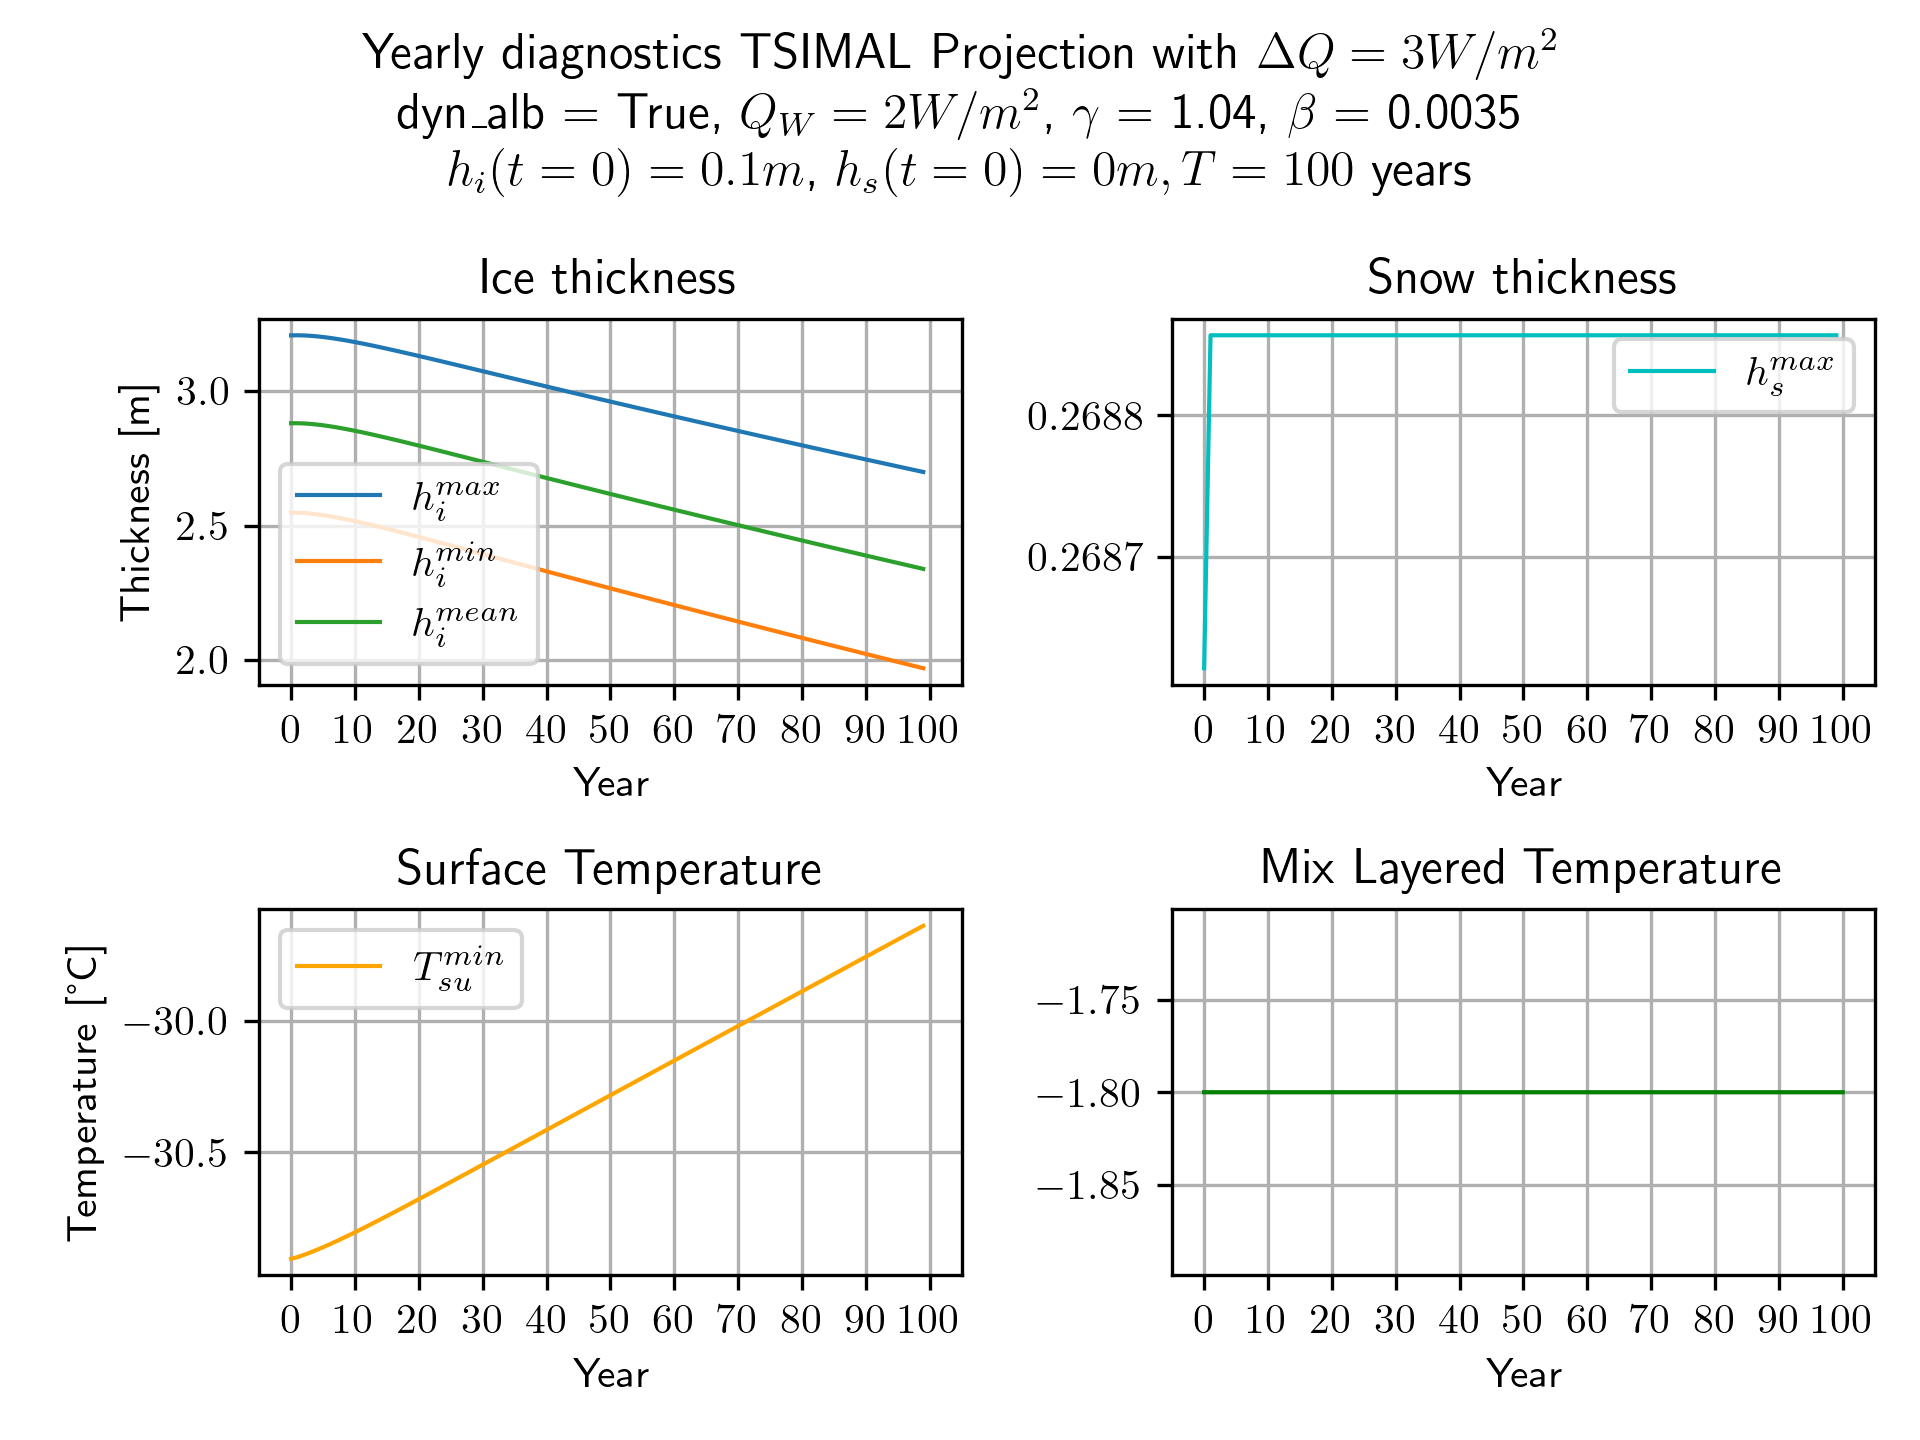 Yearly diagnostics TSIMAL Projection with ΔQ = 3W/m²
dyn_alb = True, Q_W = 2W/m², γ = 1.04, β = 0.0035
h_i(t = 0) = 0.1m, h_s(t = 0) = 0m, T = 100 years
Ice thickness
Thickness [m]
3.0
2.5
2.0
h_i^max
h_i^min
h_i^mean
0 10 20 30 40 50 60 70 80 90 100
Year
Snow thickness
0.2688
0.2687
h_s^max
0 10 20 30 40 50 60 70 80 90 100
Year
Surface Temperature
Temperature [°C]
−30.0
−30.5
T_su^min
0 10 20 30 40 50 60 70 80 90 100
Year
Mix Layered Temperature
−1.75
−1.80
−1.85
0 10 20 30 40 50 60 70 80 90 100
Year